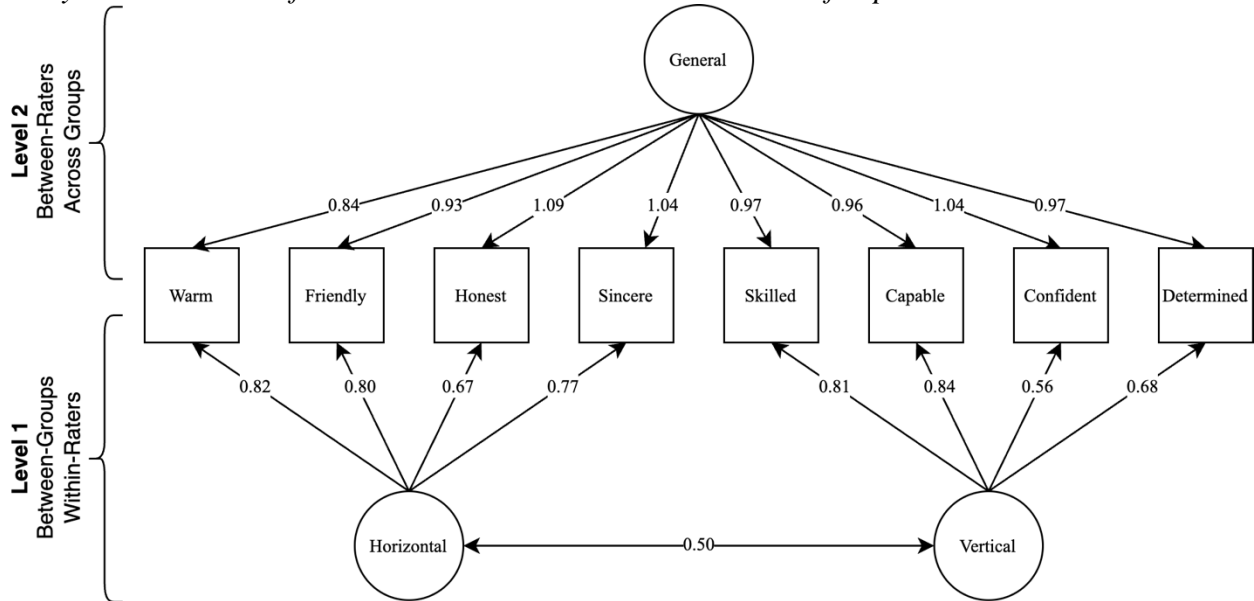 General
Level 2
Between-Raters
Across Groups
0.84
0.93
1.09
1.04
0.97
0.96
1.04
0.97
Warm
Friendly
Honest
Sincere
Skilled
Capable
Confident
Determined
Level 1
Between-Groups
Within-Raters
0.82
0.80
0.67
0.77
0.81
0.84
0.56
0.68
Horizontal
0.50
Vertical